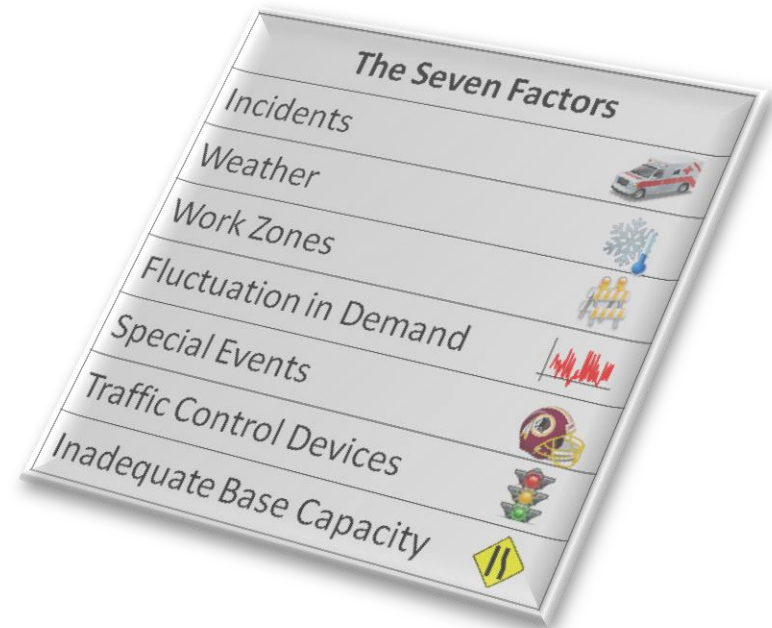 The Seven Factors
Incidents
Weather
Work Zones
Fluctuation in Demand
Special Events
Traffic Control Devices
Inadequate Base Capacity